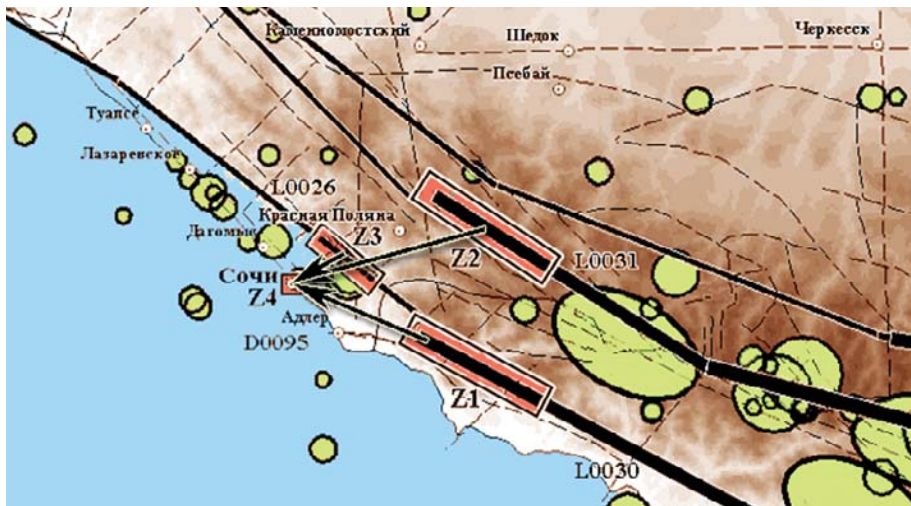 Каменномостский
Шедок
Черкесск
Псебай
Туапсе
Лазаревское
L0026
Красная Поляна
Дагомыс
Z3
Z2
L0031
Сочи
Z4
Адлер
D0095
Z1
L0030